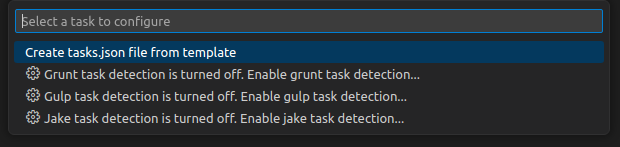 Select a task to configure
Create tasks.json file from template
Grunt task detection is turned off. Enable grunt task detection...
Gulp task detection is turned off. Enable gulp task detection...
Jake task detection is turned off. Enable jake task detection...